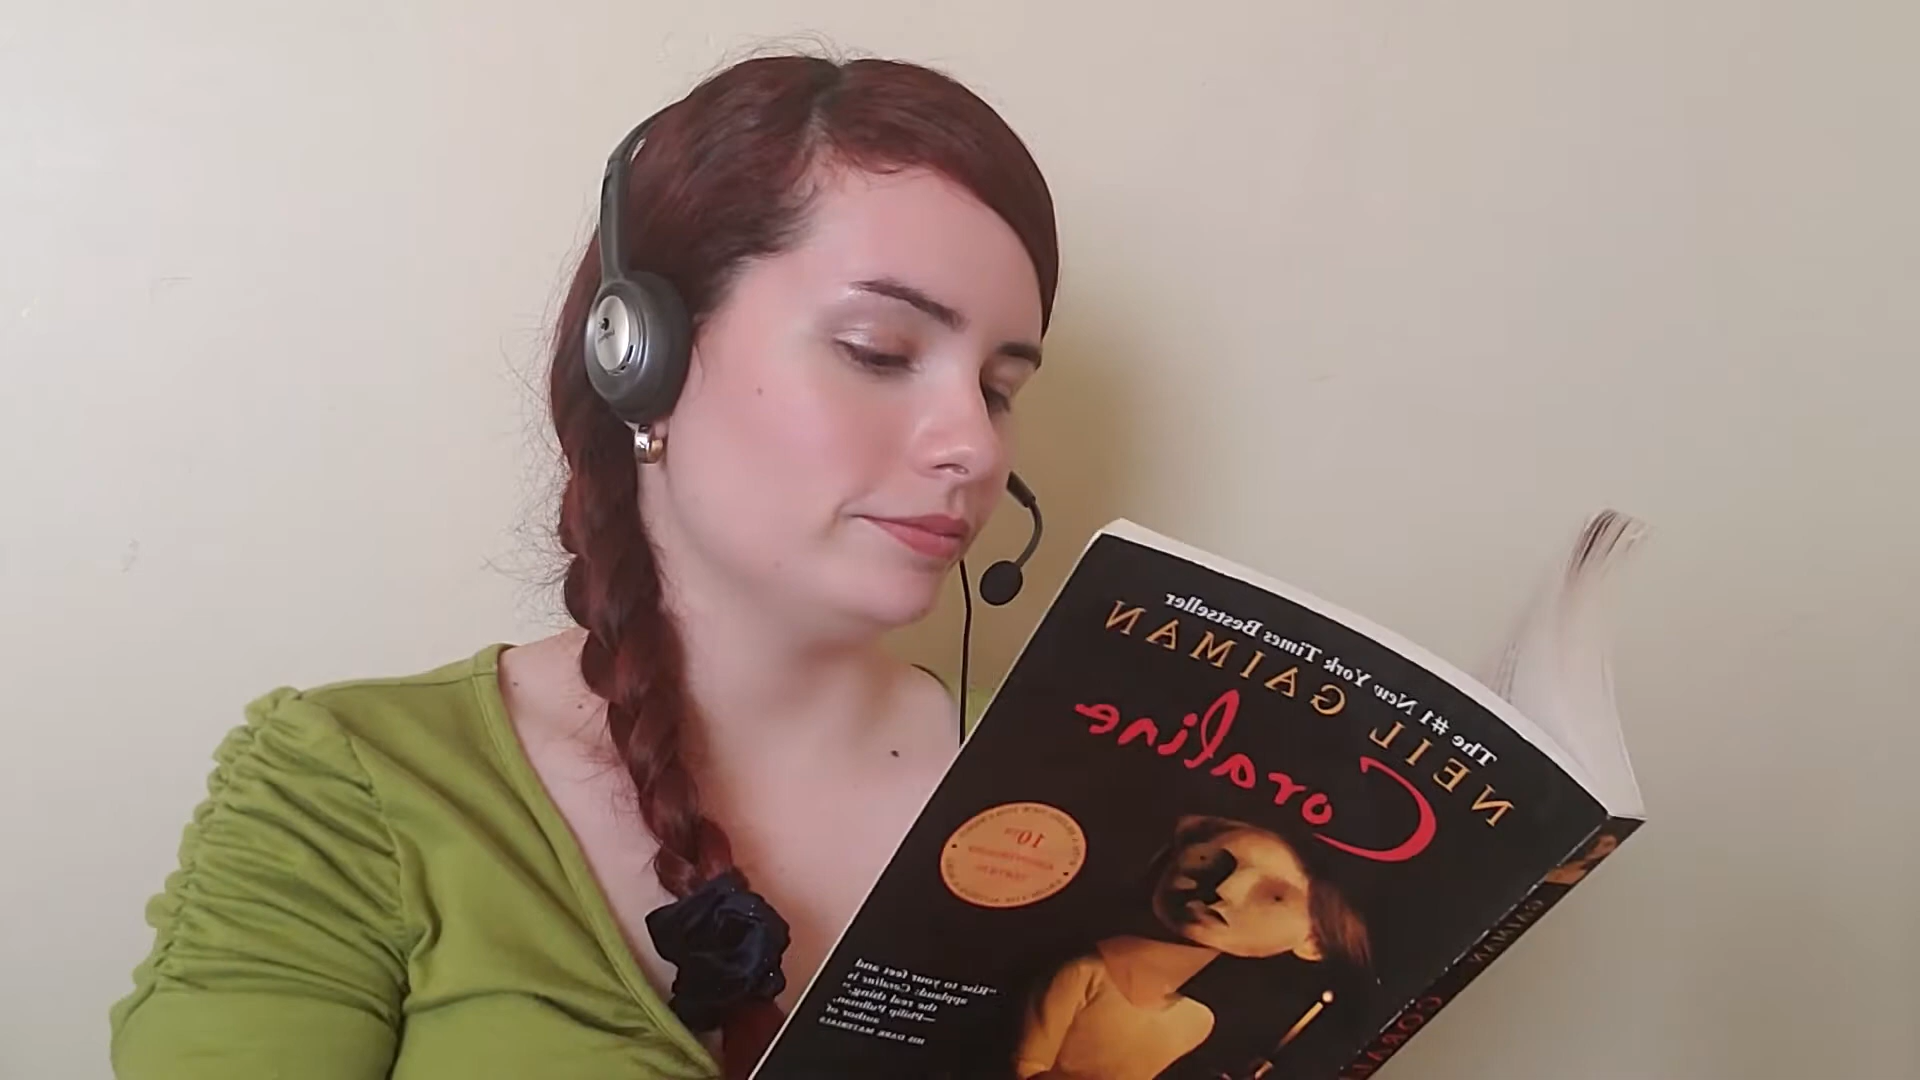 The #1 New York Times Bestseller
NEIL GAIMAN
Coraline
10TH
"Rise to your feet and
applaud: Coraline is
the real thing."
—Philip Pullman,
author of
HIS DARK MATERIALS
GAIMAN